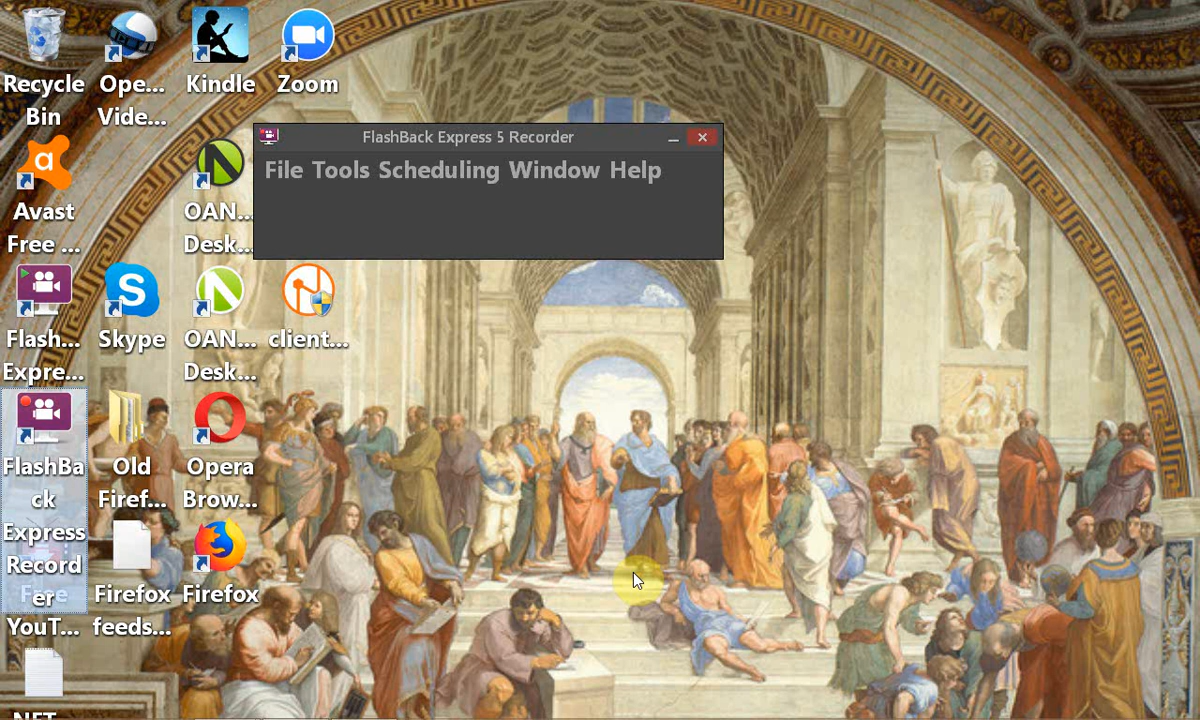 Recycle
Bin
Ope...
Vide...
Kindle
Zoom
FlashBack Express 5 Recorder
File Tools Scheduling Window Help
Avast
Free ...
OAN...
Desk...
Flash...
Expre...
Skype
OAN...
Desk...
client...
FlashBa
ck
Express
Record
er
Free
YouT...
Old
Firef...
Opera
Brow...
Firefox
feeds...
Firefox